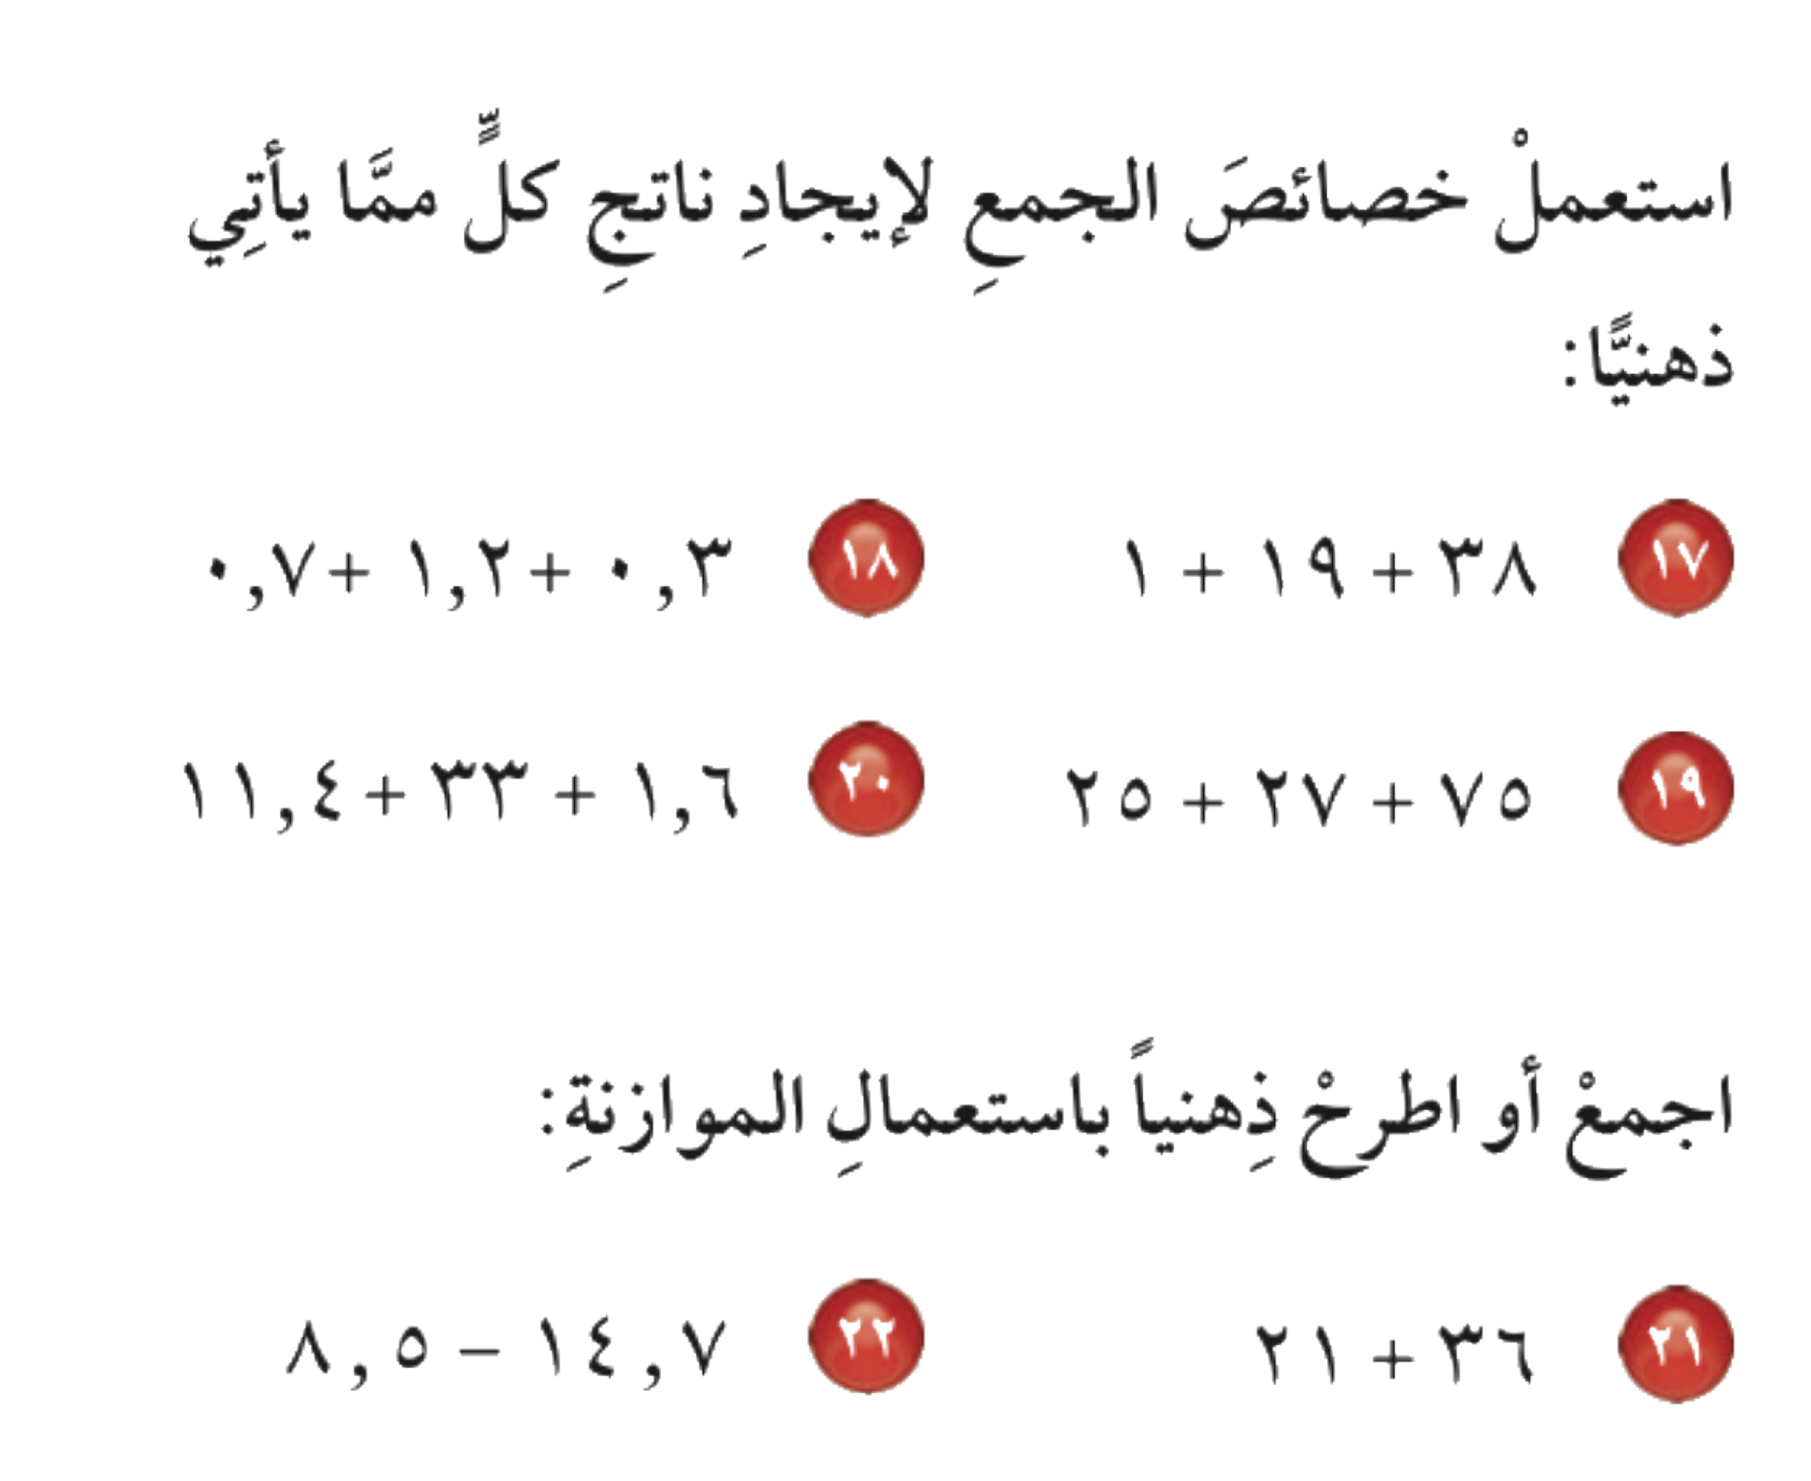 استعملْ خصائصَ الجمعِ لإيجادِ ناتجِ كلٍّ ممَّا يأتِي
ذهنيًّا:
١٧ ٣٨ + ١٩ + ١
١٨ ٠,٣ + ١,٢ + ٠,٧
١٩ ٧٥ + ٢٧ + ٢٥
٢٠ ١,٦ + ٣٣ + ١١,٤
اجمعْ أو اطرحْ ذِهنياً باستعمالِ الموازنةِ:
٢١ ٣٦ + ٢١
٢٢ ١٤,٧ − ٨,٥